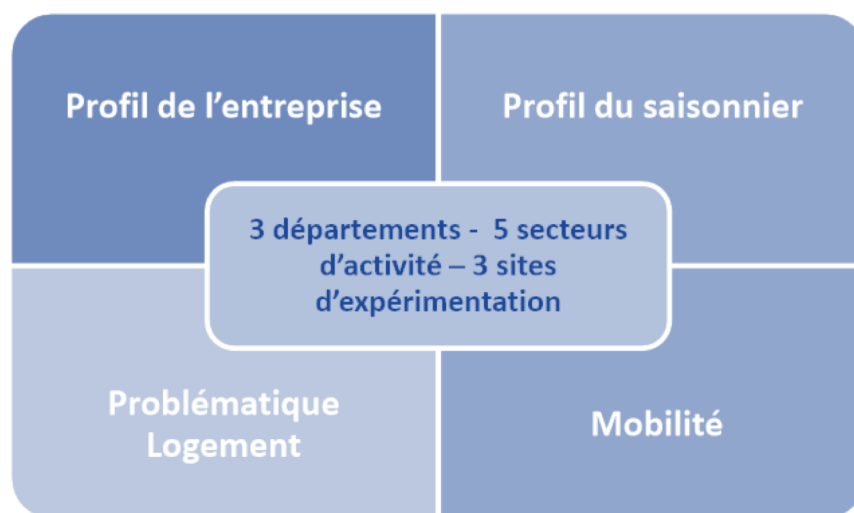 Profil de l’entreprise
Profil du saisonnier
3 départements -  5 secteurs
d’activité – 3 sites
d’expérimentation
Problématique
Logement
Mobilité